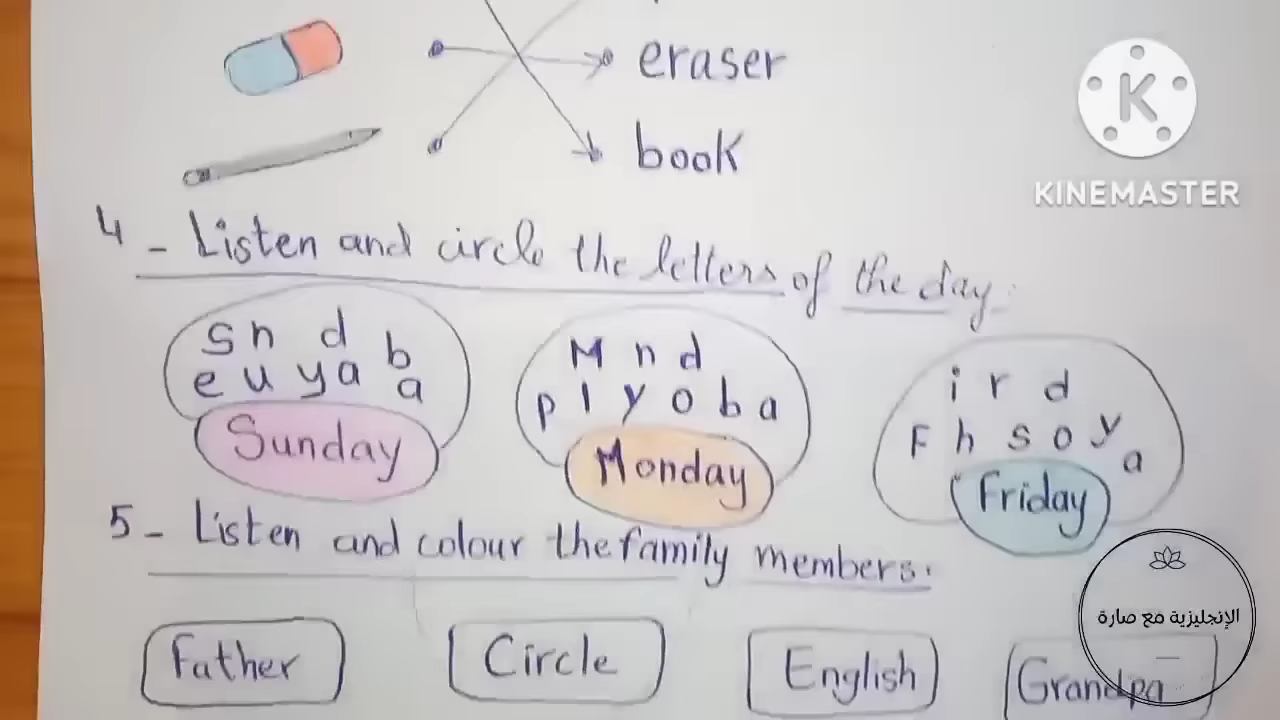 eraser
book
4 - Listen and circle the letters of the day.
s n d b
e u y a a
Sunday
M n d
p l y o b a
Monday
i r d
F h s o y a
Friday
5 - Listen and colour the family members.
Father
Circle
English
Grandpa
KINEMASTER
الإنجليزية مع صارة